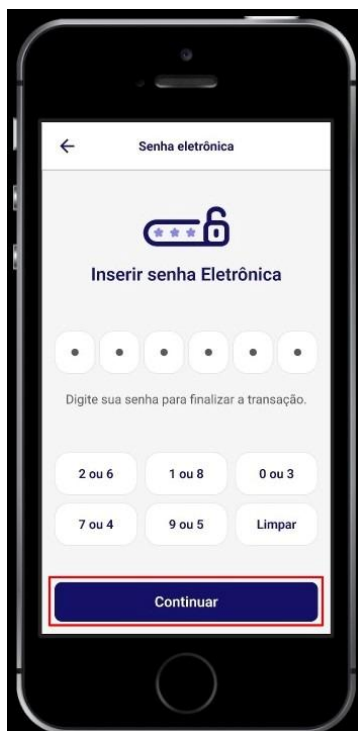 Senha eletrônica
* * *
Inserir senha Eletrônica
Digite sua senha para finalizar a transação.
2 ou 6
1 ou 8
0 ou 3
7 ou 4
9 ou 5
Limpar
Continuar